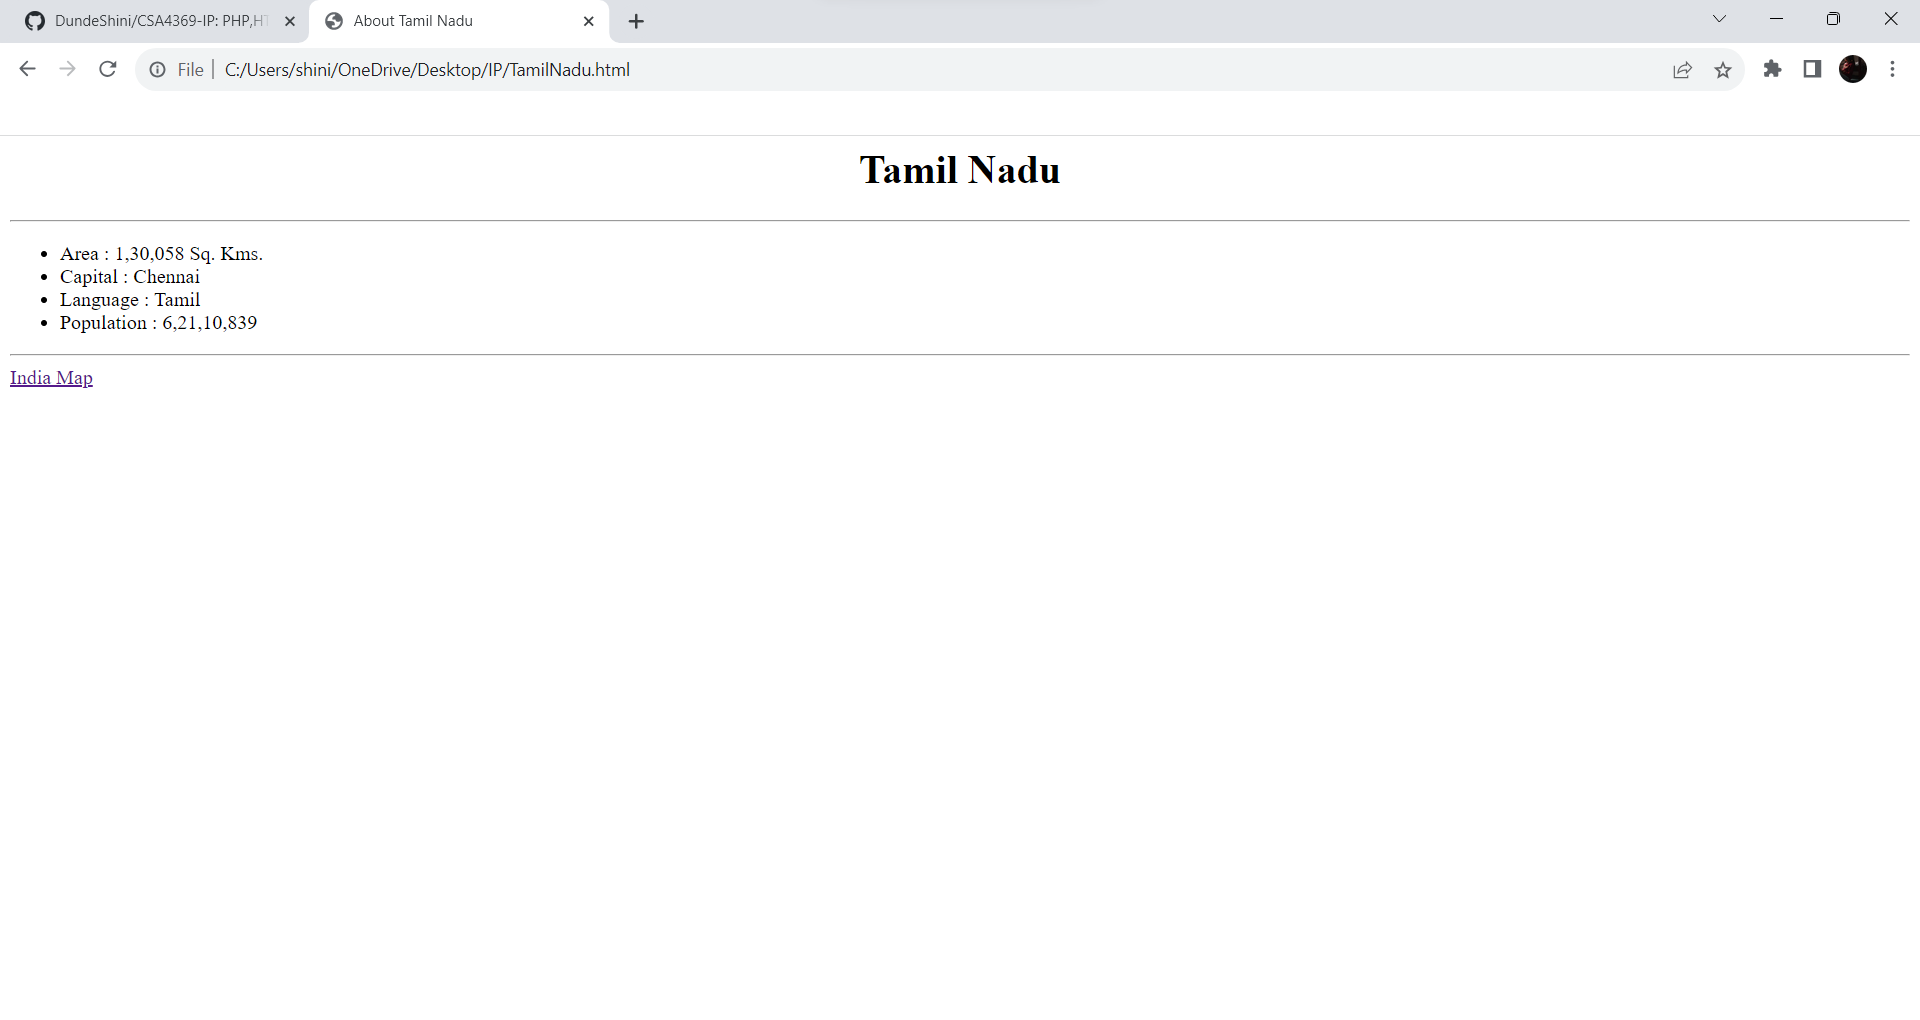 DundeShini/CSA4369-IP: PHP,HT
About Tamil Nadu
File
C:/Users/shini/OneDrive/Desktop/IP/TamilNadu.html
Tamil Nadu
Area : 1,30,058 Sq. Kms.
Capital : Chennai
Language : Tamil
Population : 6,21,10,839
India Map